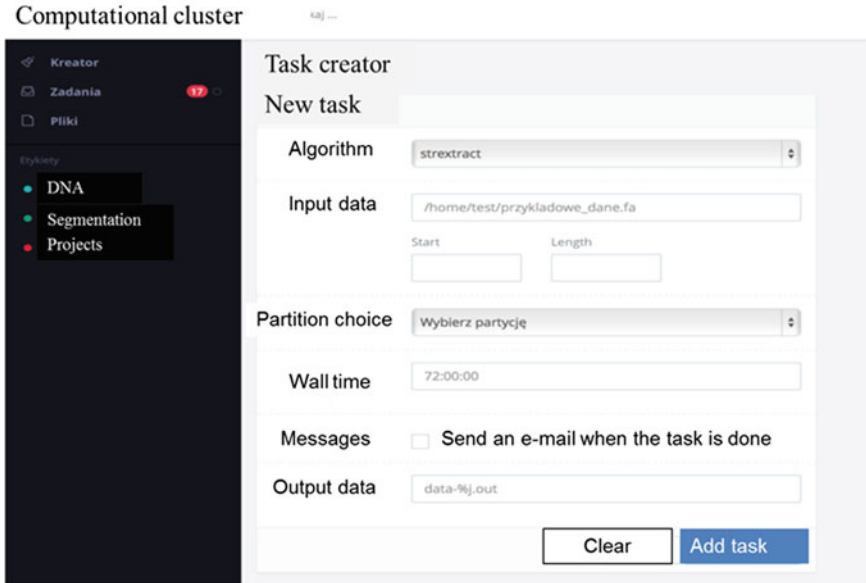 Computational cluster
kaj ...
Kreator
Zadania 17
Pliki
Etykiety
DNA
Segmentation
Projects
Task creator
New task
Algorithm strextract
Input data /home/test/przykladowe_dane.fa
Start Length
Partition choice Wybierz partycję
Wall time 72:00:00
Messages Send an e-mail when the task is done
Output data data-%j.out
Clear Add task